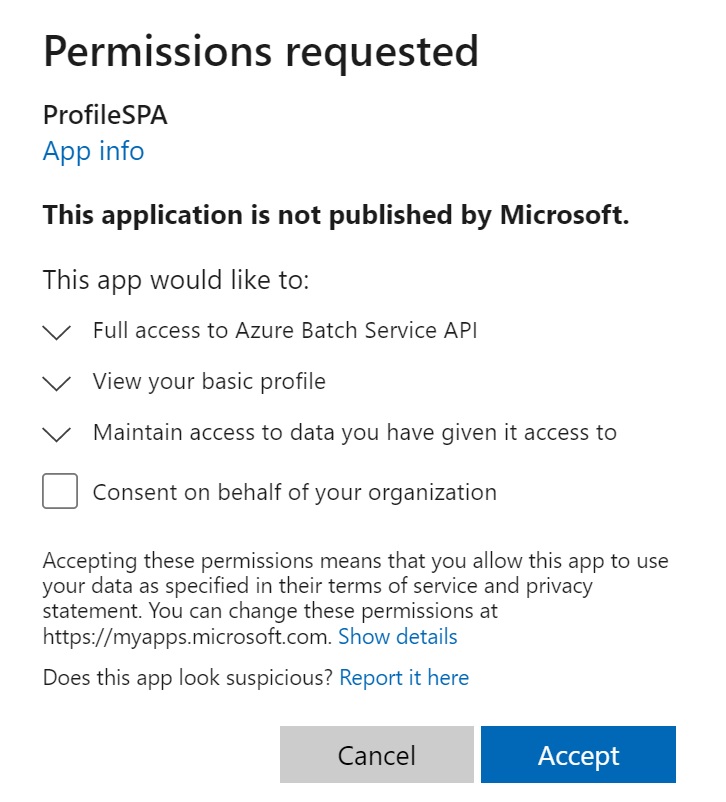 Permissions requested
ProfileSPA
App info
This application is not published by Microsoft.
This app would like to:
Full access to Azure Batch Service API
View your basic profile
Maintain access to data you have given it access to
Consent on behalf of your organization
Accepting these permissions means that you allow this app to use
your data as specified in their terms of service and privacy
statement. You can change these permissions at
https://myapps.microsoft.com. Show details
Does this app look suspicious? Report it here
Cancel Accept